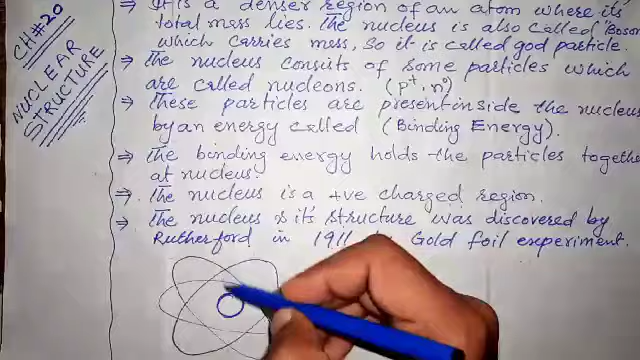 CH#20
NUCLEAR
STRUCTURE
⇒ It is a denser region of an atom where its
total mass lies. The nucleus is also called "Boson
which carries mess, so it is called god particle.
⇒ The nucleus consists of some particles which
are called nucleons. (p+, n°)
⇒ These particles are present inside the nucleus
by an energy called (Binding Energy).
⇒ The binding energy holds the particles togethe
at nucleus.
⇒ The nucleus is a +ve charged region.
⇒ The nucleus & it's structure was discovered by
Rutherford in 1911 Gold foil experiment.